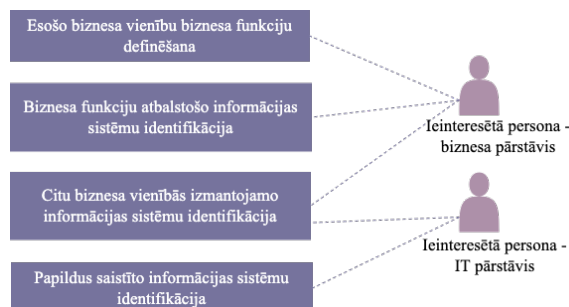 Esošo biznesa vienību biznesa funkciju
definēšana
Biznesa funkciju atbalstošo informācijas
sistēmu identifikācija
Citu biznesa vienībās izmantojamo
informācijas sistēmu identifikācija
Papildus saistīto informācijas sistēmu
identifikācija
Ieinteresētā persona -
biznesa pārstāvis
Ieinteresētā persona -
IT pārstāvis